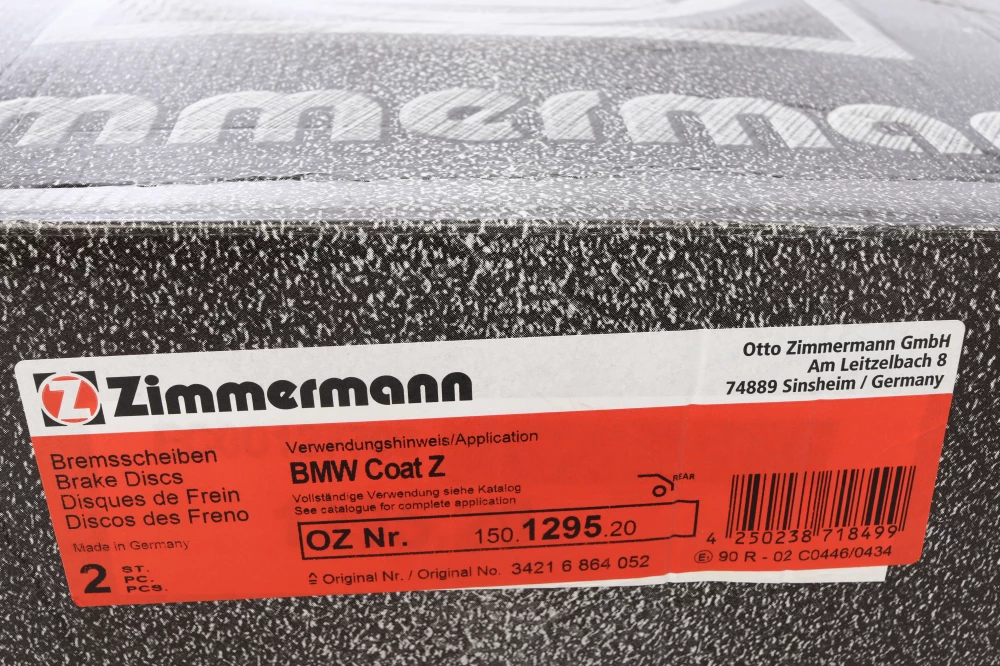 mmerman
Zimmermann
Otto Zimmermann GmbH
Am Leitzelbach 8
74889 Sinsheim / Germany
Bremsscheiben
Brake Discs
Disques de Frein
Discos des Freno
Made in Germany
2 ST.
PC.
PCS.
Verwendungshinweis/Application
BMW Coat Z
Vollständige Verwendung siehe Katalog
See catalogue for complete application
REAR
OZ Nr. 150.1295.20
≙ Original Nr. / Original No. 3421 6 864 052
4 250238 718499
E1 90 R - 02 C0446/0434